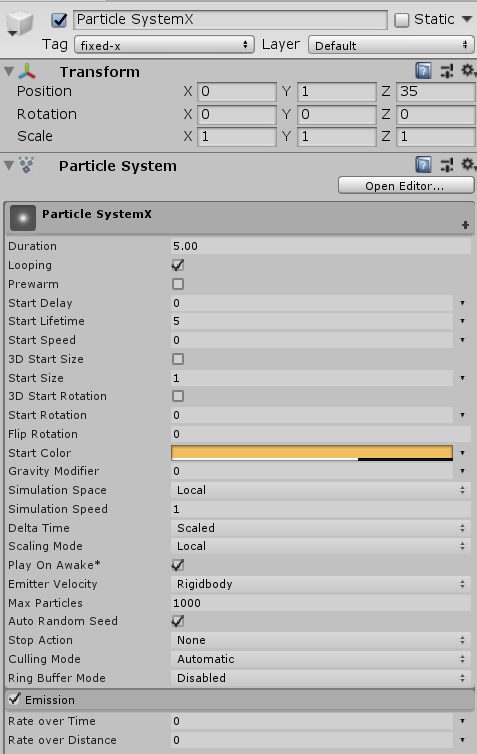 Particle SystemX Static
Tag fixed-x Layer Default
Transform
Position X 0 Y 1 Z 35
Rotation X 0 Y 0 Z 0
Scale X 1 Y 1 Z 1
Particle System
Open Editor...
Particle SystemX
+
Duration 5.00
Looping
Prewarm
Start Delay 0
Start Lifetime 5
Start Speed 0
3D Start Size
Start Size 1
3D Start Rotation
Start Rotation 0
Flip Rotation 0
Start Color
Gravity Modifier 0
Simulation Space Local
Simulation Speed 1
Delta Time Scaled
Scaling Mode Local
Play On Awake*
Emitter Velocity Rigidbody
Max Particles 1000
Auto Random Seed
Stop Action None
Culling Mode Automatic
Ring Buffer Mode Disabled
Emission
Rate over Time 0
Rate over Distance 0